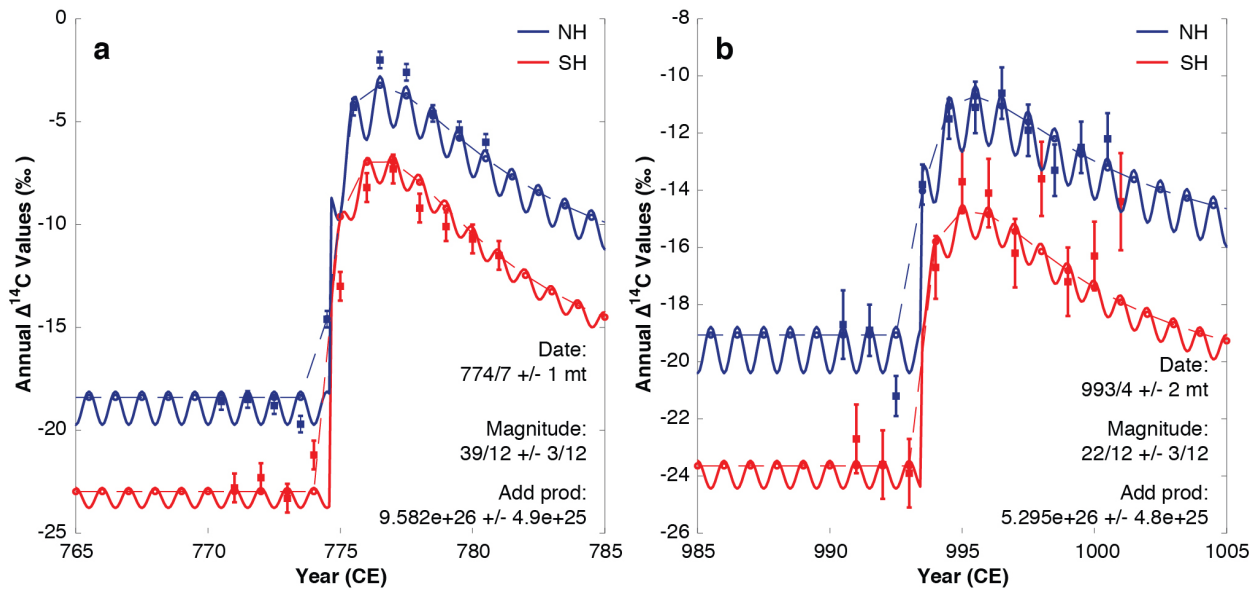 a
NH
SH
0
-5
-10
-15
-20
-25
Annual Δ¹⁴C Values (‰ )
765
770
775
780
785
Year (CE)
Date:
774/7 +/- 1 mt
Magnitude:
39/12 +/- 3/12
Add prod:
9.582e+26 +/- 4.9e+25
b
NH
SH
-8
-10
-12
-14
-16
-18
-20
-22
-24
-26
Annual Δ¹⁴C Values (‰ )
985
990
995
1000
1005
Year (CE)
Date:
993/4 +/- 2 mt
Magnitude:
22/12 +/- 3/12
Add prod:
5.295e+26 +/- 4.8e+25